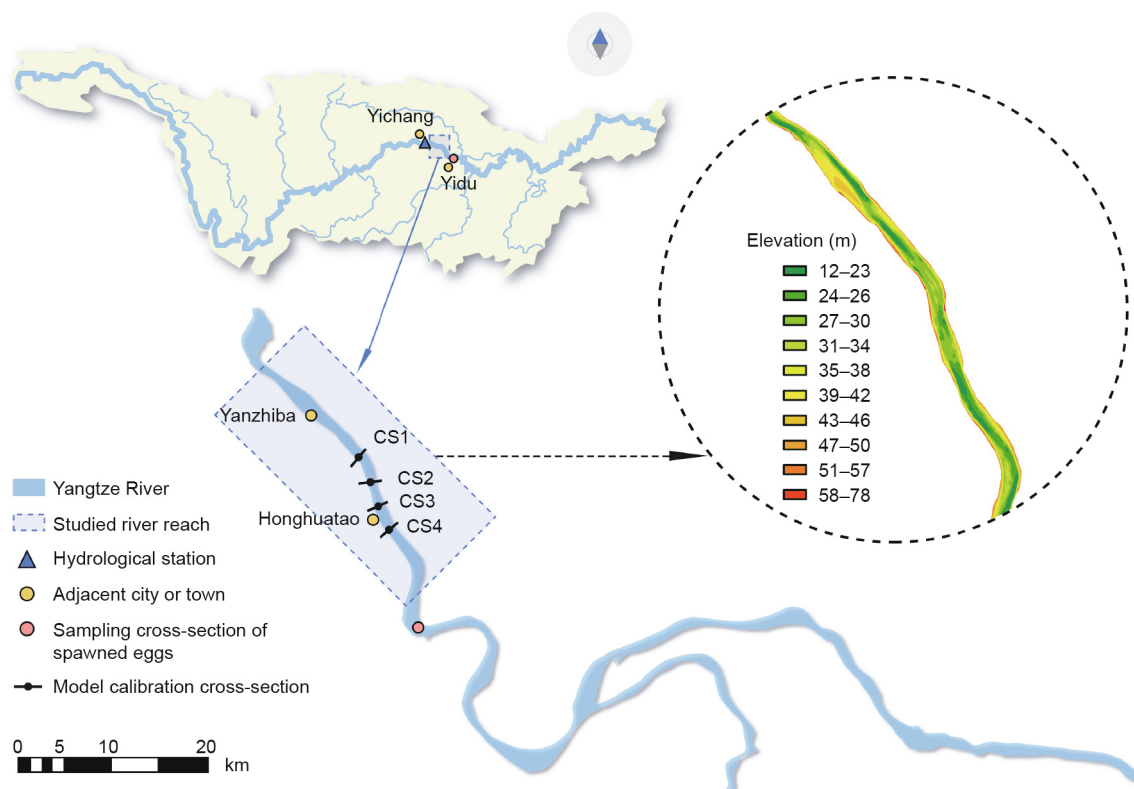 Yichang
Yidu
Elevation (m)
12–23
24–26
27–30
31–34
35–38
39–42
43–46
47–50
51–57
58–78
Yanzhiba
CS1
CS2
CS3
Honghuatao
CS4
Yangtze River
Studied river reach
Hydrological station
Adjacent city or town
Sampling cross-section of
spawned eggs
Model calibration cross-section
0 5 10 20
km